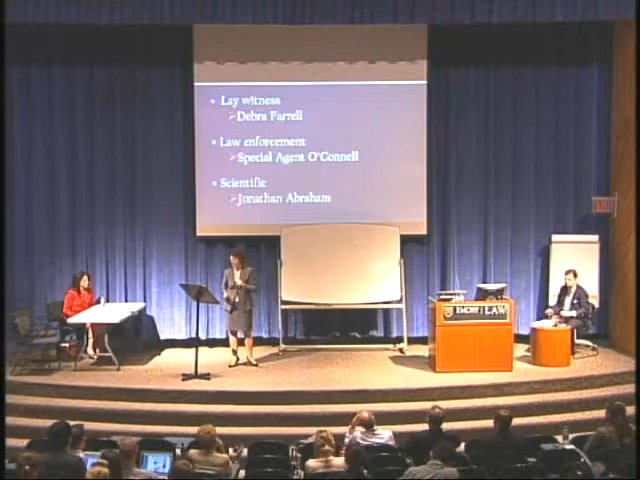 • Lay witness
➢Debra Farrell
• Law enforcement
➢Special Agent O'Connell
• Scientific
➢Jonathan Abraham
EMORY | LAW